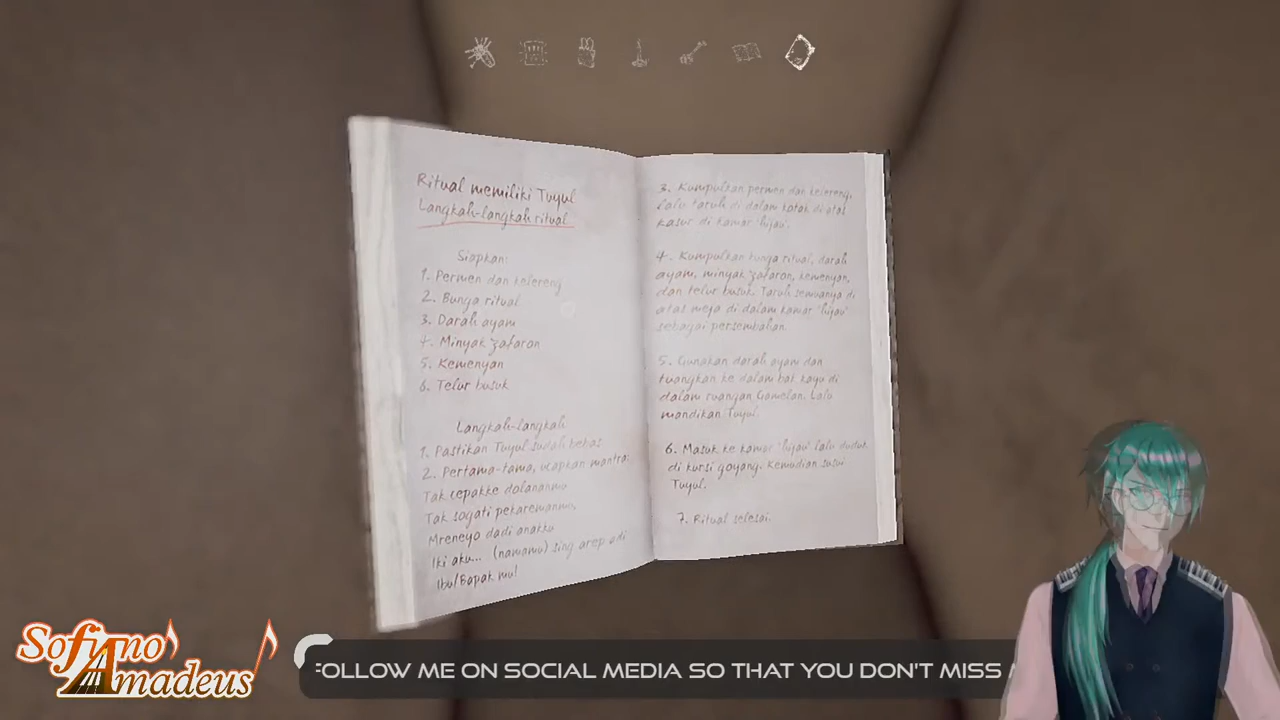 Ritual memiliki Tuyul
Langkah-langkah ritual
Siapkan:
1. Permen dan kelereng
2. Bunga ritual
3. Darah ayam
4. Minyak zafaron
5. Kemenyan
6. Telur busuk
Langkah-langkah
1. Pastikan Tuyul sudah bebas
2. Pertama-tama, ucapkan mantra:
Tak cepakke dolananmu
Tak sogati pekaremanmu,
Mreneyo dadi anakku
Iki aku... (namamu) sing arep adi
Ibu/Bapak mu!
3. Kumpulkan permen dan kelereng,
lalu taruh di dalam kotak di atas
kasur di kamar 'hijau'.
4. Kumpulkan bunga ritual, darah
ayam, minyak zafaron, kemenyan,
dan telur busuk. Taruh semuanya di
atas meja di dalam kamar 'hijau'
sebagai persembahan.
5. Gunakan darah ayam dan
tuangkan ke dalam bak kayu di
dalam ruangan Gamelan. Lalu
mandikan Tuyul.
6. Masuk ke kamar 'hijau' lalu duduk
di kursi goyang. Kemudian susui
Tuyul.
7. Ritual selesai.
Sofiano
Amadeus
FOLLOW ME ON SOCIAL MEDIA SO THAT YOU DON'T MISS